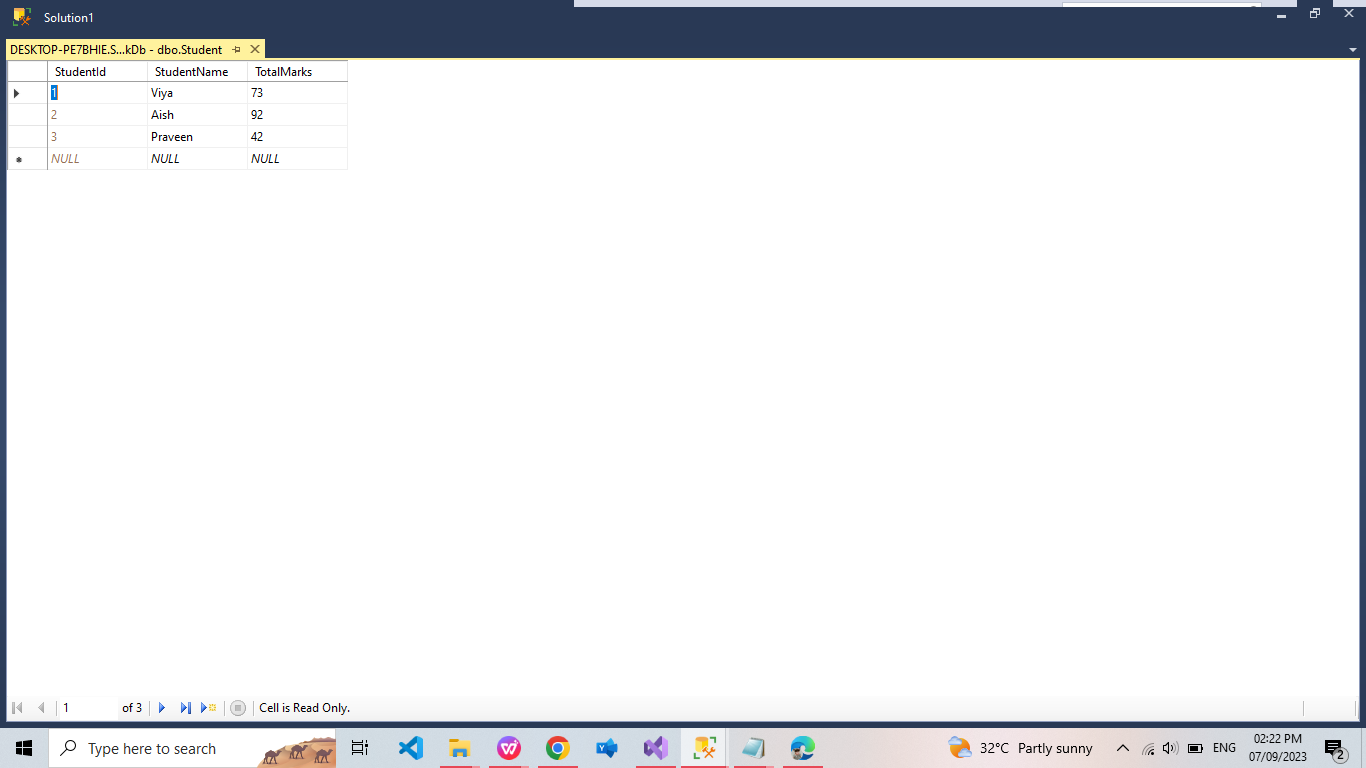 Solution1
DESKTOP-PE7BHIE.S...kDb - dbo.Student
StudentId StudentName TotalMarks
1 Viya 73
2 Aish 92
3 Praveen 42
NULL NULL NULL
1 of 3 Cell is Read Only.
Type here to search 32°C Partly sunny ENG 02:22 PM
07/09/2023 2